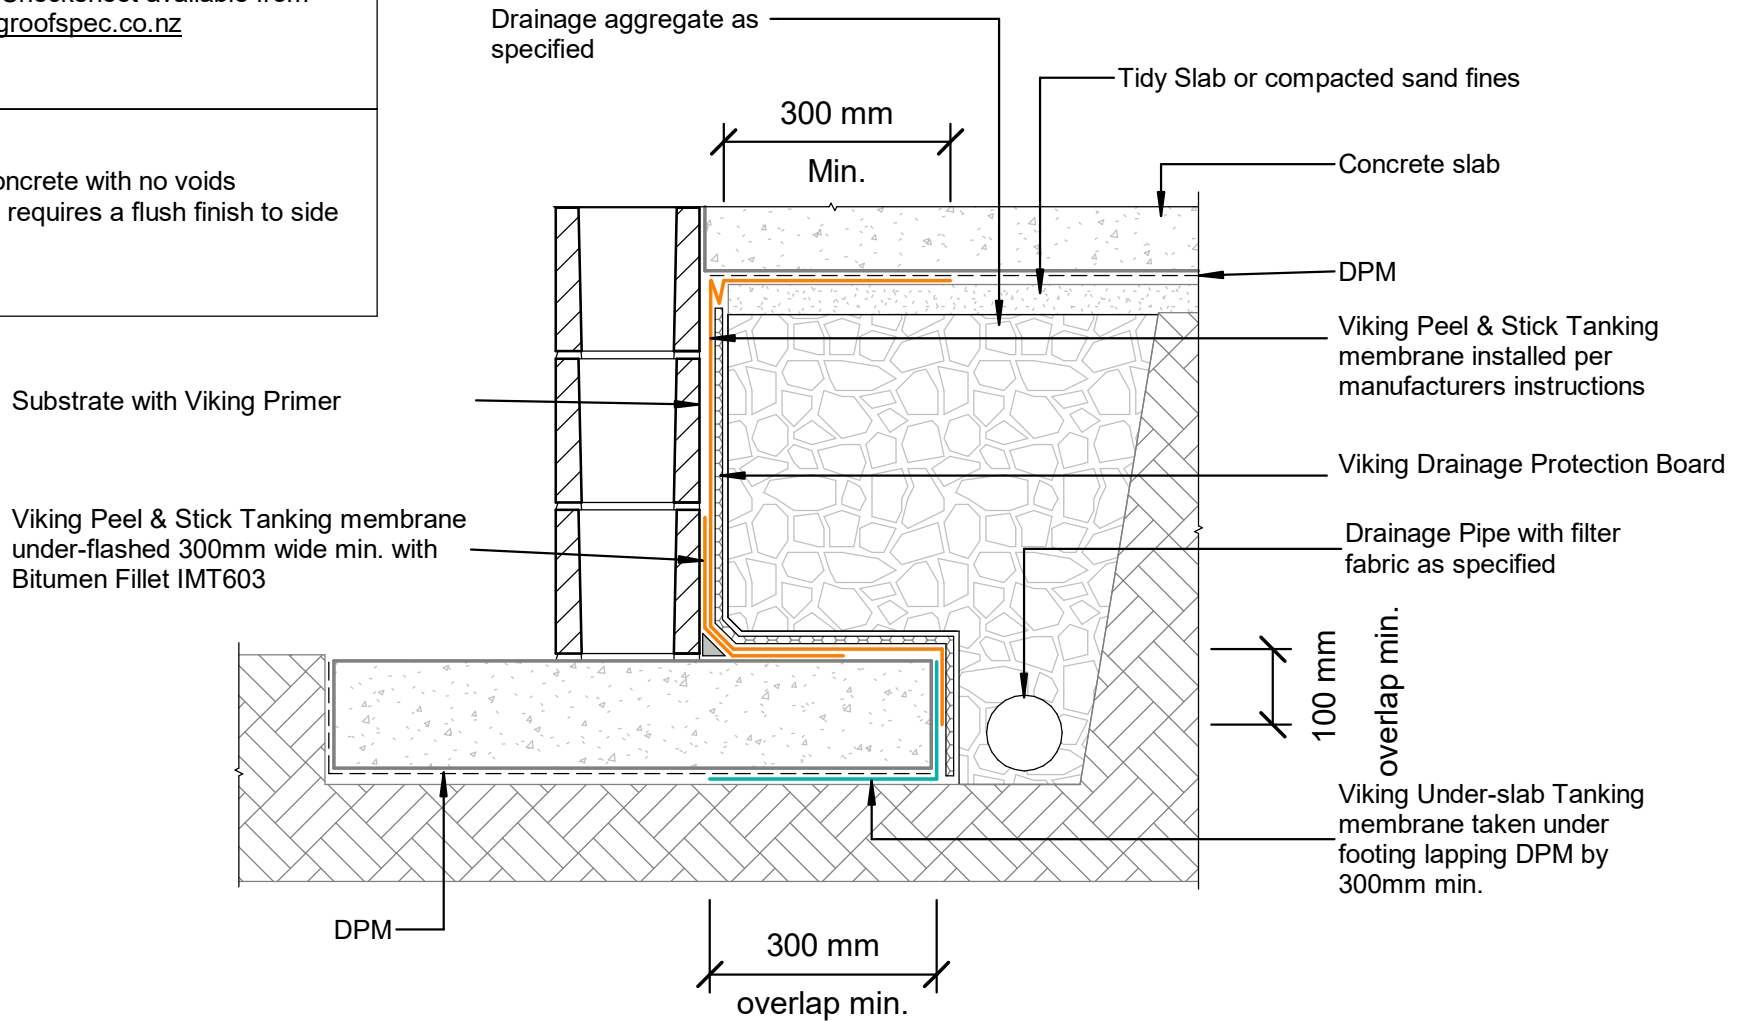 groofspec.co.nz
oncrete with no voids
requires a flush finish to side
Drainage aggregate as
specified
Tidy Slab or compacted sand fines
300 mm
Min.
Concrete slab
DPM
Viking Peel & Stick Tanking
membrane installed per
manufacturers instructions
Substrate with Viking Primer
Viking Drainage Protection Board
Viking Peel & Stick Tanking membrane
under-flashed 300mm wide min. with
Bitumen Fillet IMT603
Drainage Pipe with filter
fabric as specified
100 mm
overlap min.
Viking Under-slab Tanking
membrane taken under
footing lapping DPM by
300mm min.
DPM
300 mm
overlap min.